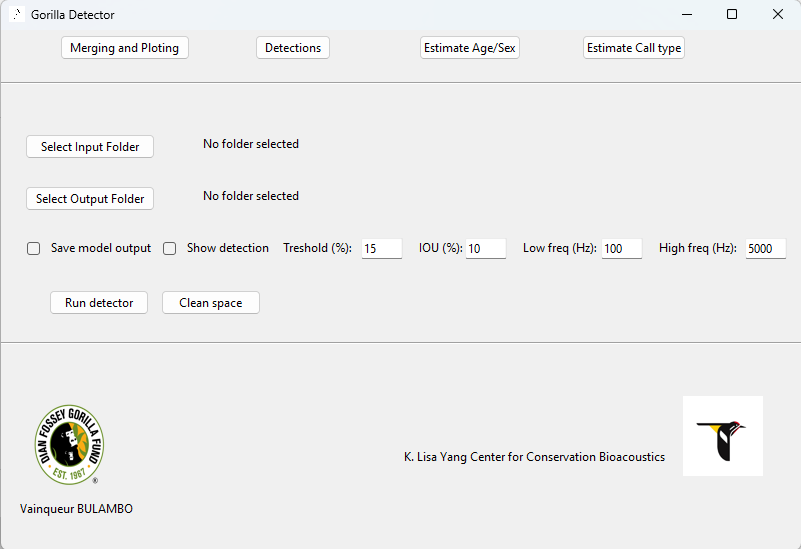 Gorilla Detector
Merging and Ploting Detections Estimate Age/Sex Estimate Call type
Select Input Folder No folder selected
Select Output Folder No folder selected
Save model output Show detection Treshold (%): 15 IOU (%): 10 Low freq (Hz): 100 High freq (Hz): 5000
Run detector Clean space
DIAN FOSSEY GORILLA FUND
EST. 1967
®
K. Lisa Yang Center for Conservation Bioacoustics
Vainqueur BULAMBO